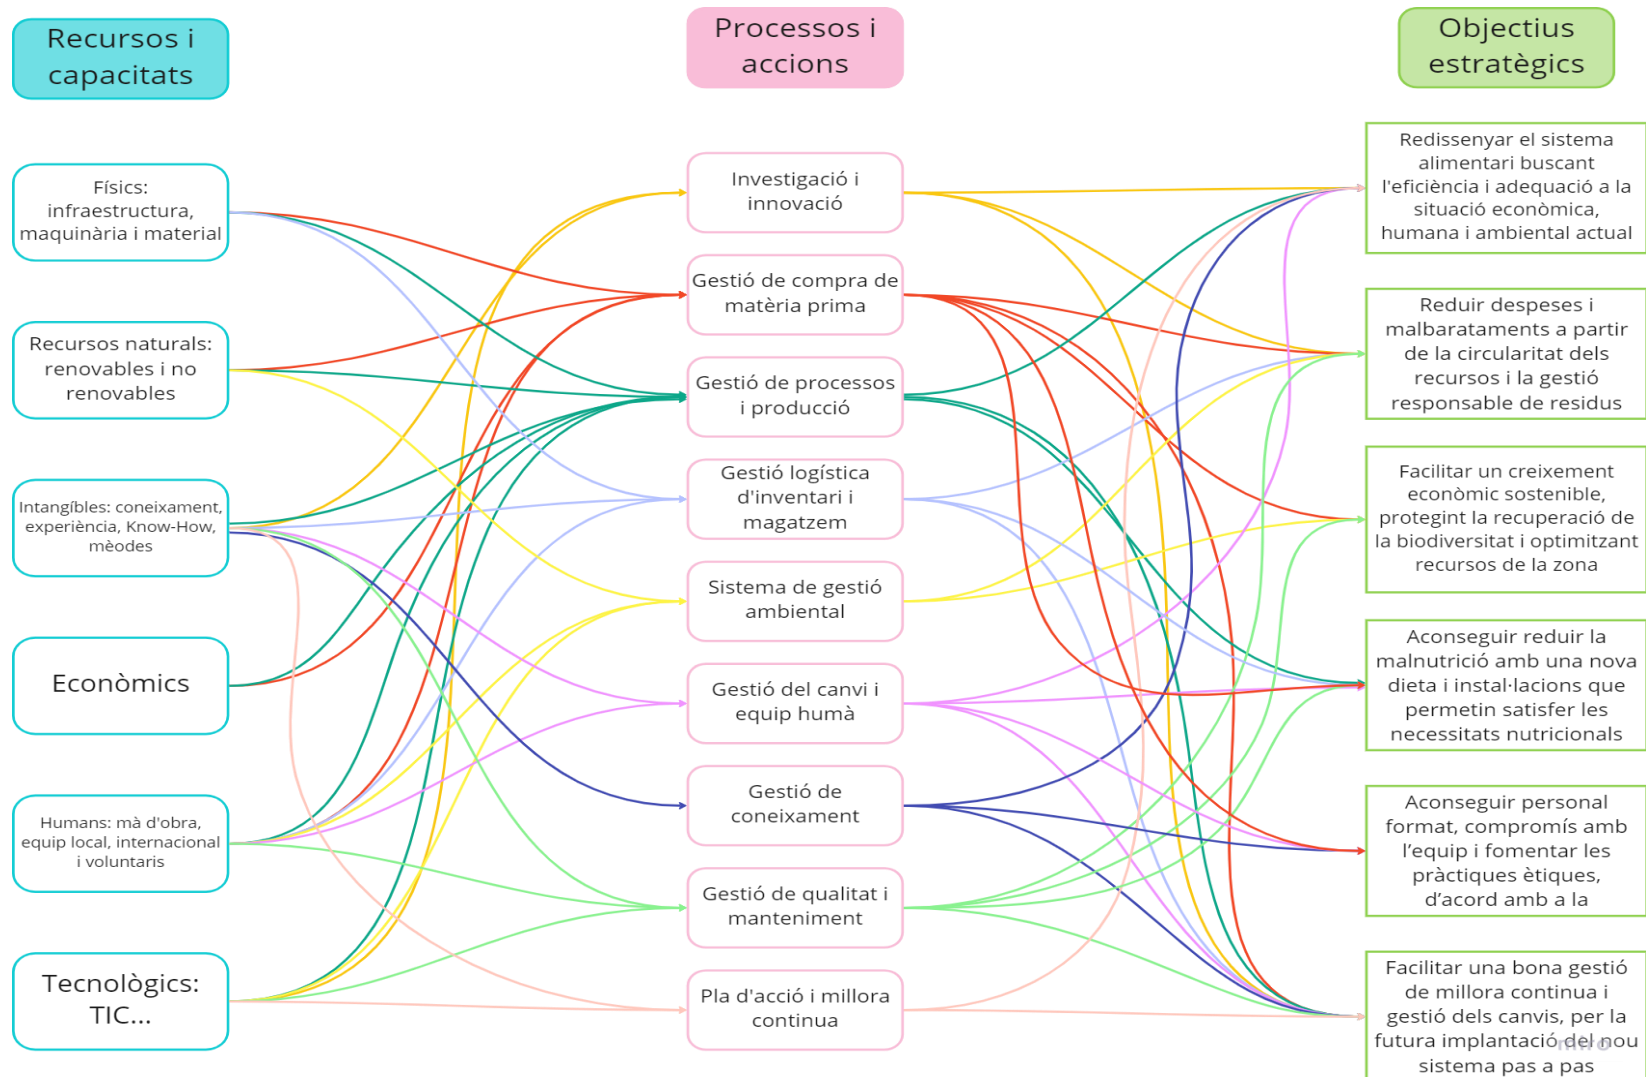 Recursos i
capacitats
Processos i
accions
Objectius
estratègics
Físics:
infraestructura,
maquinària i material
Recursos naturals:
renovables i no
renovables
Intangíbles: coneixament,
experiència, Know-How,
mèodes
Econòmics
Humans: mà d'obra,
equip local, internacional
i voluntaris
Tecnològics:
TIC...
Investigació i
innovació
Gestió de compra de
matèria prima
Gestió de processos
i producció
Gestió logística
d'inventari i
magatzem
Sistema de gestió
ambiental
Gestió del canvi i
equip humà
Gestió de
coneixament
Gestió de qualitat i
manteniment
Pla d'acció i millora
continua
Redissenyar el sistema
alimentari buscant
l'eficiència i adequació a la
situació econòmica,
humana i ambiental actual
Reduir despeses i
malbarataments a partir
de la circularitat dels
recursos i la gestió
responsable de residus
Facilitar un creixement
econòmic sostenible,
protegint la recuperació de
la biodiversitat i optimitzant
recursos de la zona
Aconseguir reduir la
malnutrició amb una nova
dieta i instal·lacions que
permetin satisfer les
necessitats nutricionals
Aconseguir personal
format, compromís amb
l’equip i fomentar les
pràctiques ètiques,
d’acord amb a la
Facilitar una bona gestió
de millora continua i
gestió dels canvis, per la
futura implantació del nou
sistema pas a pas
miro